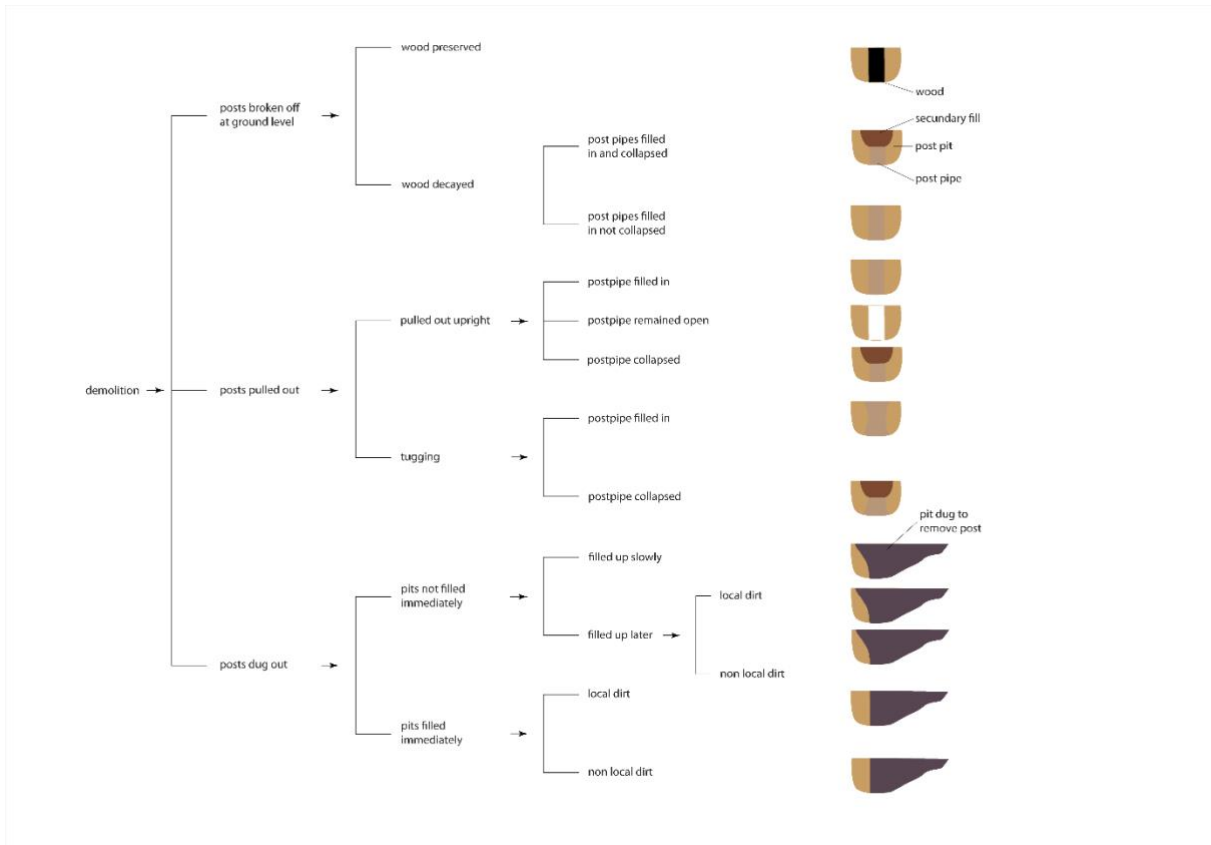 wood preserved
wood
posts broken off
at ground level
secundary fill
post pipes filled
in and collapsed
post pit
post pipe
wood decayed
post pipes filled
in not collapsed
postpipe filled in
pulled out upright
postpipe remained open
postpipe collapsed
demolition
posts pulled out
postpipe filled in
tugging
postpipe collapsed
pit dug to
remove post
filled up slowly
pits not filled
immediately
local dirt
filled up later
posts dug out
non local dirt
local dirt
pits filled
immediately
non local dirt